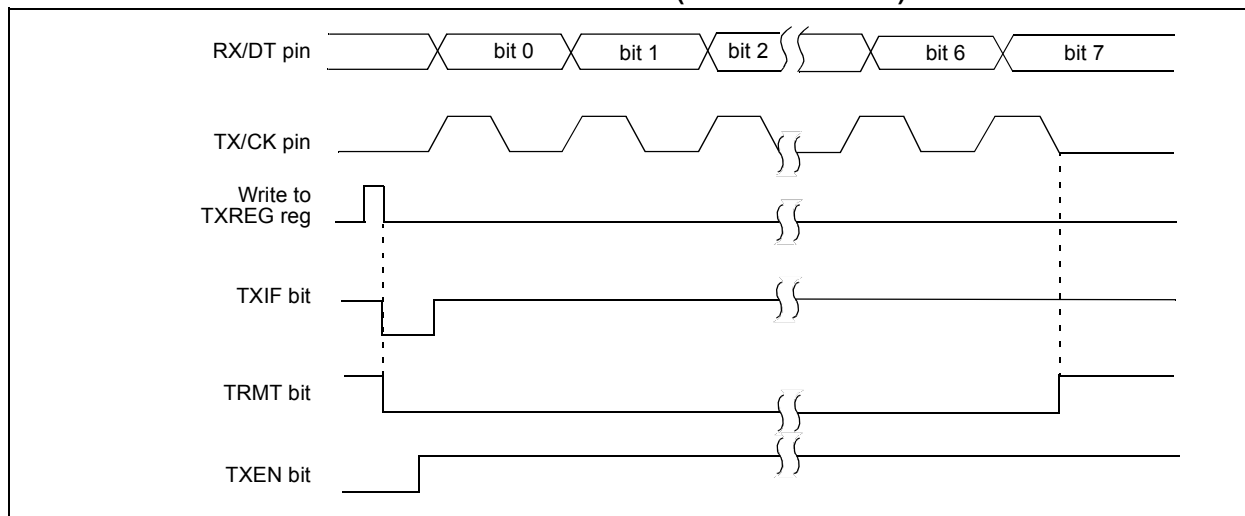 RX/DT pin
bit 0
bit 1
bit 2
bit 6
bit 7
TX/CK pin
Write to
TXREG reg
TXIF bit
TRMT bit
TXEN bit